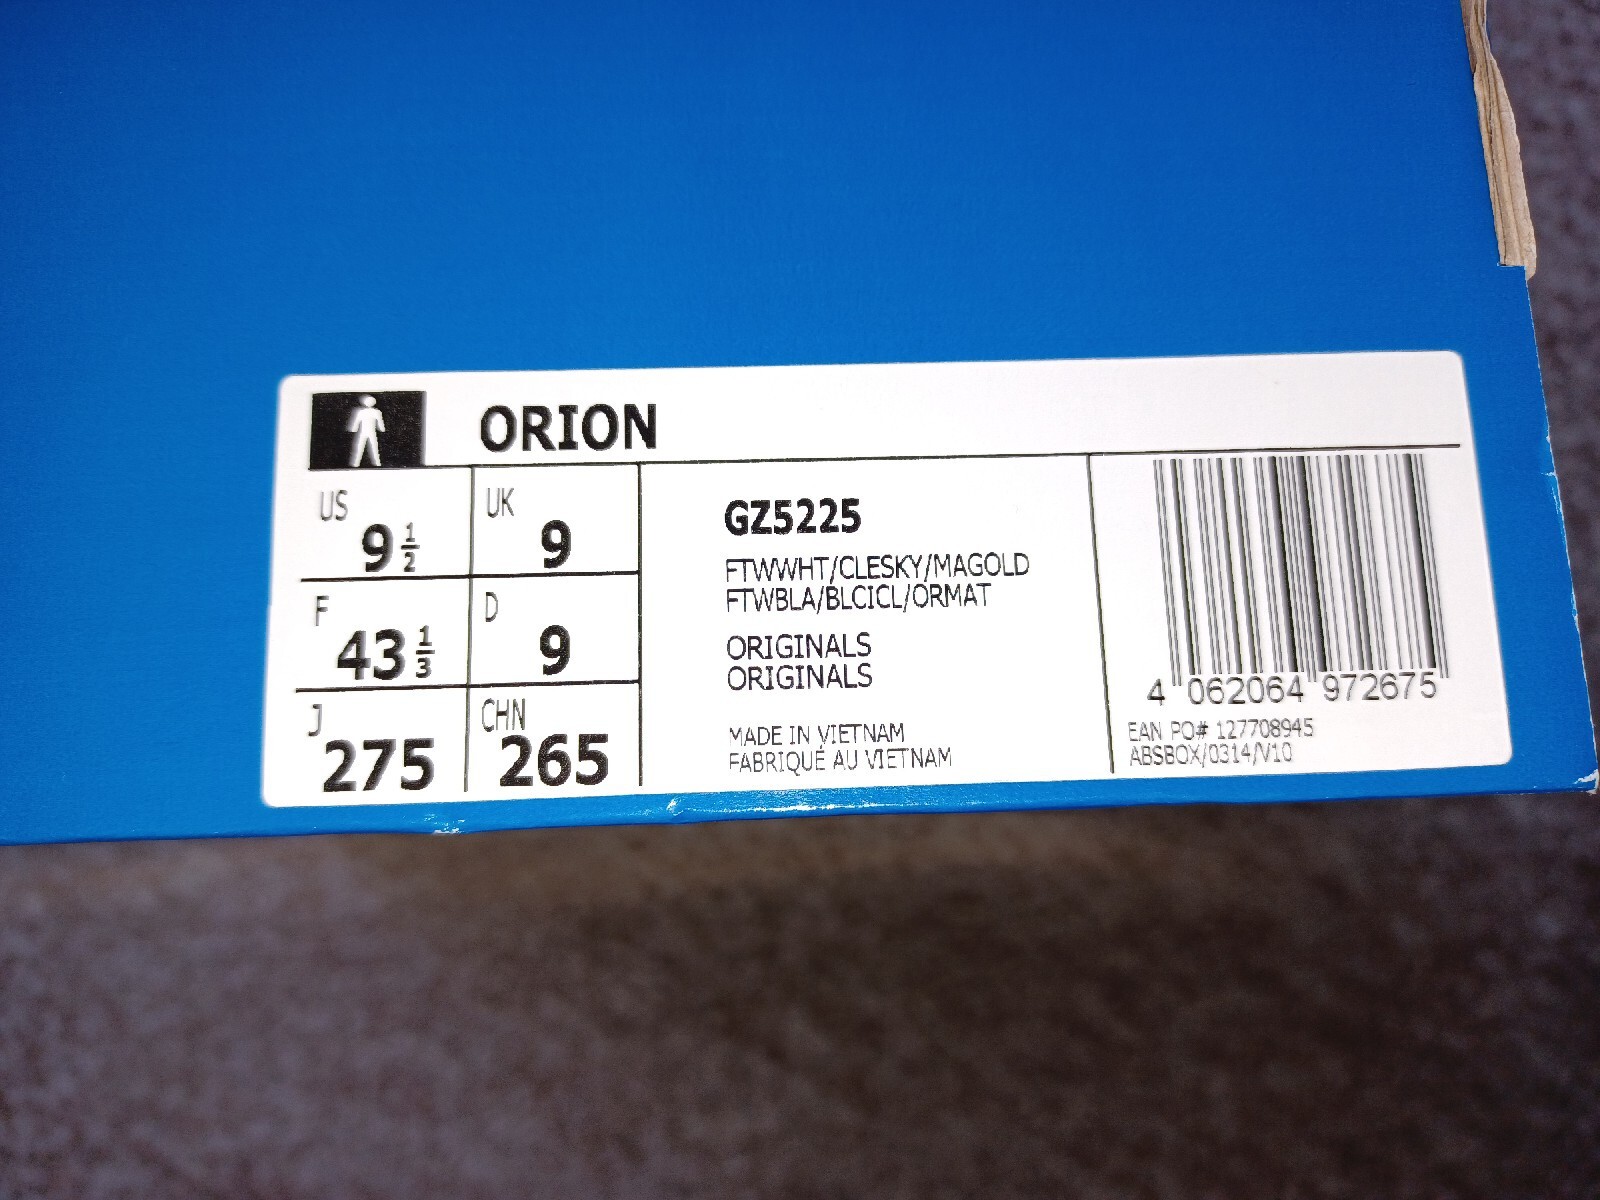 ORION
US 9 1/2
UK 9
F 43 1/3
D 9
J 275
CHN 265
GZ5225
FTWWHT/CLESKY/MAGOLD
FTWBLA/BLCICL/ORMAT
ORIGINALS
ORIGINALS
MADE IN VIETNAM
FABRIQUÉ AU VIETNAM
4 062064 972675
EAN PO# 127708945
ABSBOX/0314/V10